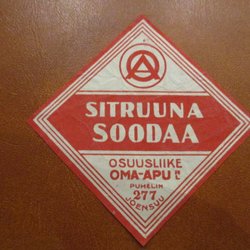 SITRUUNA
SOODAA
OSUUSLIIKE
OMA-APU
PUHELIN
277
JOENSUU